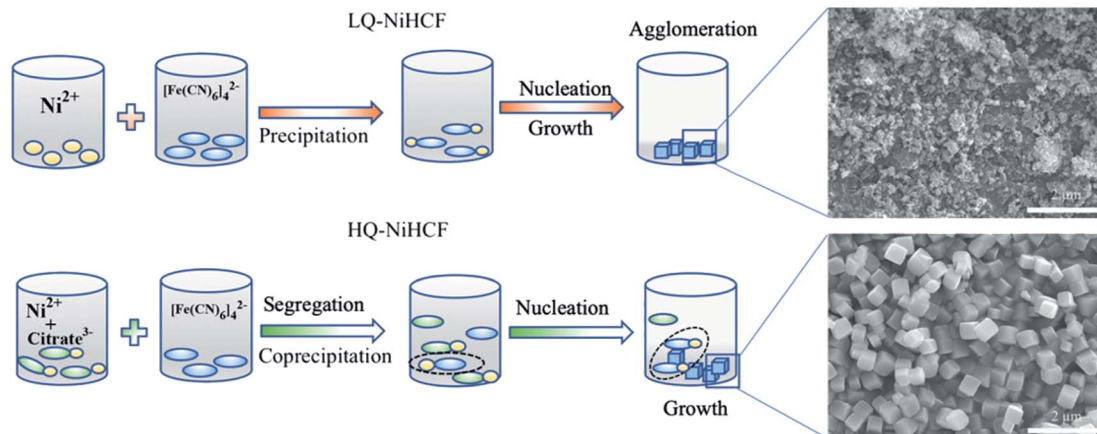 LQ-NiHCF
Ni²⁺
[Fe(CN)₆]₄²⁻
Precipitation
Nucleation
Growth
Agglomeration
2 μm
HQ-NiHCF
Ni²⁺
+
Citrate³⁻
[Fe(CN)₆]₄²⁻
Segregation
Coprecipitation
Nucleation
Growth
2 μm